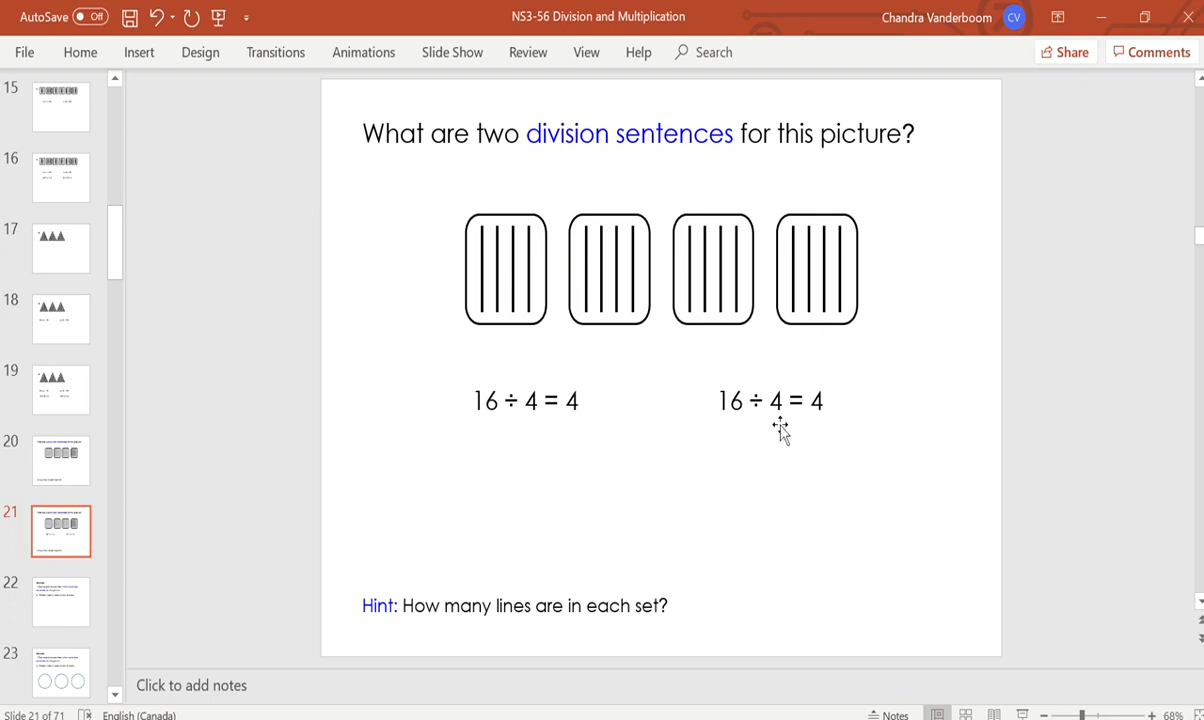 AutoSave Off
NS3-56 Division and Multiplication
Chandra Vanderboom CV
File Home Insert Design Transitions Animations Slide Show Review View Help Search Share Comments
15
16
17
18
19
20
21
22
23
What are two division sentences for this picture?
16 ÷ 4 = 4 16 ÷ 4 = 4
Hint: How many lines are in each set?
Click to add notes
Slide 21 of 71 English (Canada) Notes 68%